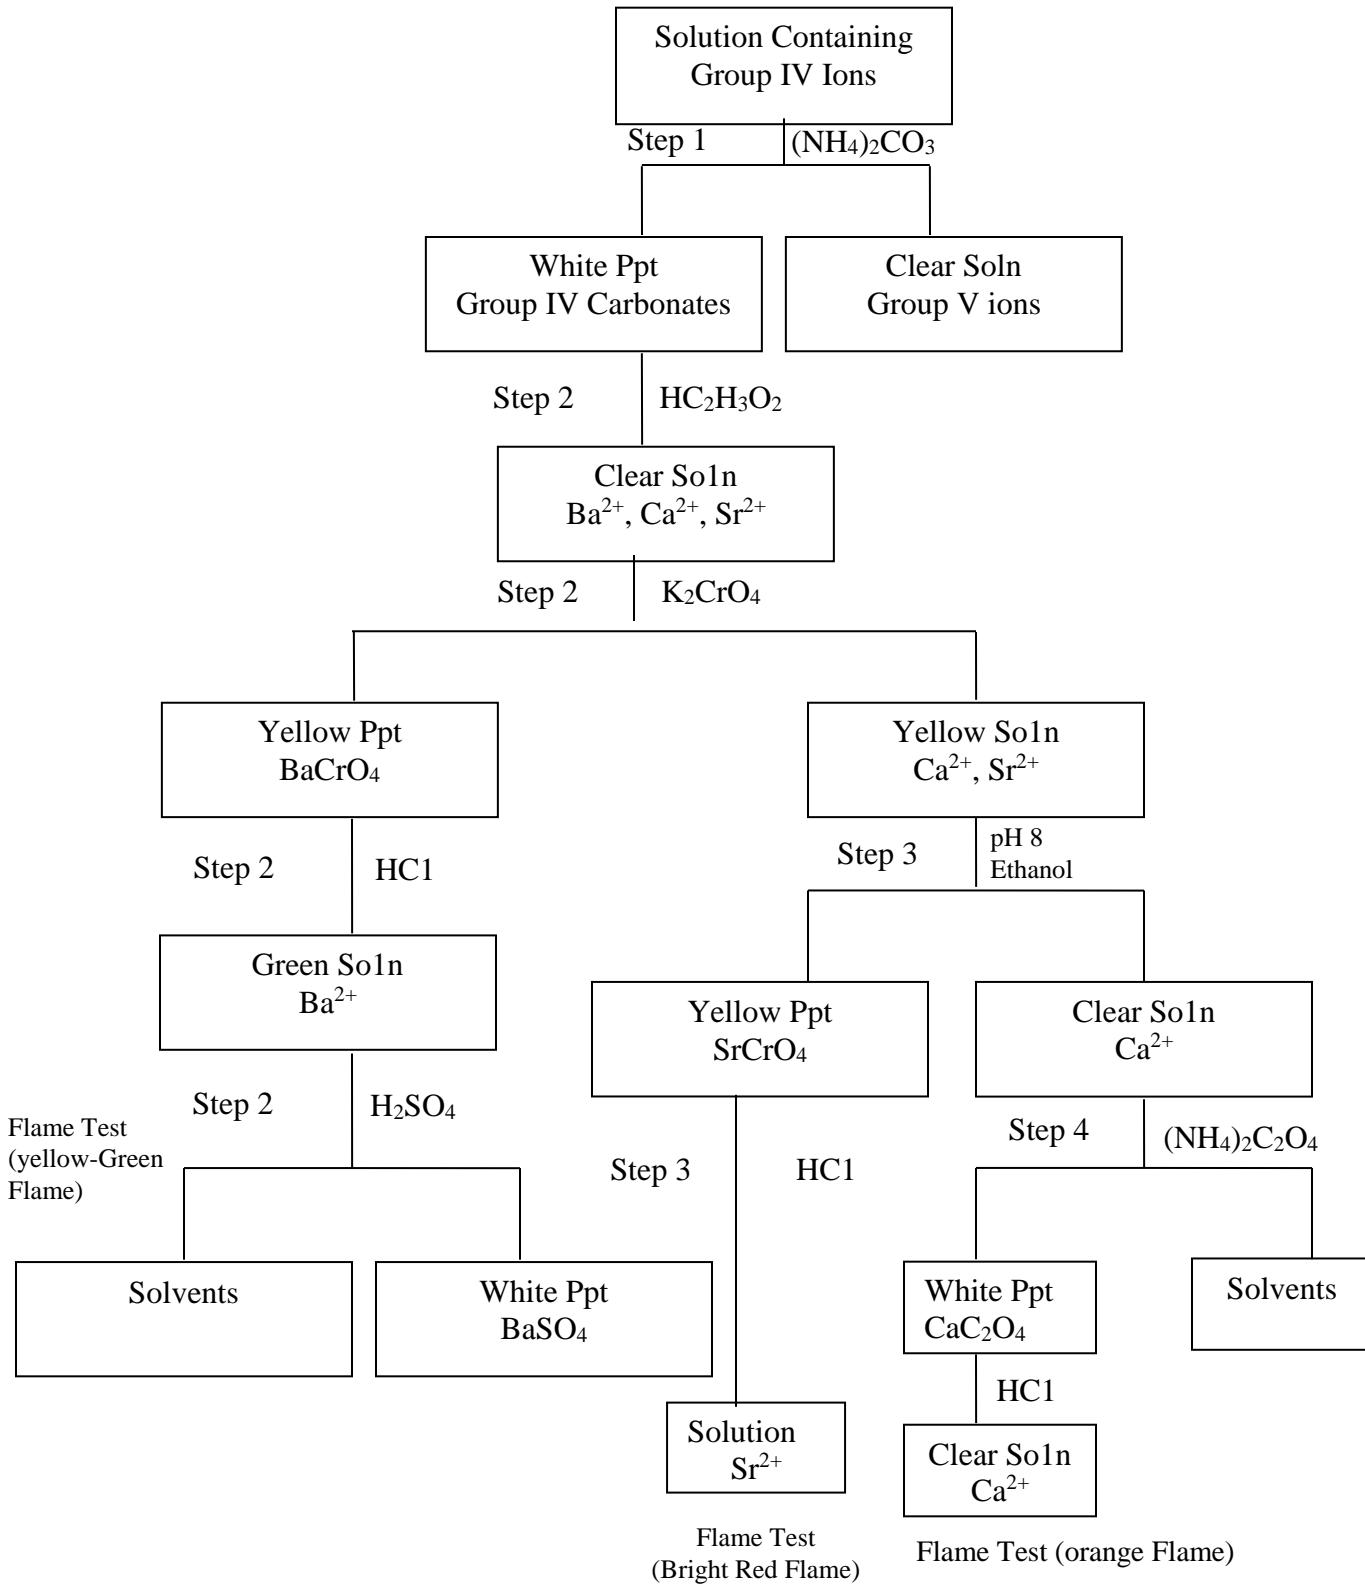 Solution Containing
Group IV Ions
Step 1
(NH₄)₂CO₃
White Ppt
Group IV Carbonates
Clear Soln
Group V ions
Step 2
HC₂H₃O₂
Clear So1n
Ba²⁺, Ca²⁺, Sr²⁺
Step 2
K₂CrO₄
Yellow Ppt
BaCrO₄
Yellow So1n
Ca²⁺, Sr²⁺
Step 2
HC1
Step 3
pH 8
Ethanol
Green So1n
Ba²⁺
Yellow Ppt
SrCrO₄
Clear So1n
Ca²⁺
Step 2
H₂SO₄
Flame Test
(yellow-Green
Flame)
Step 3
HC1
Step 4
(NH₄)₂C₂O₄
Solvents
White Ppt
BaSO₄
White Ppt
CaC₂O₄
Solvents
HC1
Solution
Sr²⁺
Clear So1n
Ca²⁺
Flame Test
(Bright Red Flame)
Flame Test (orange Flame)